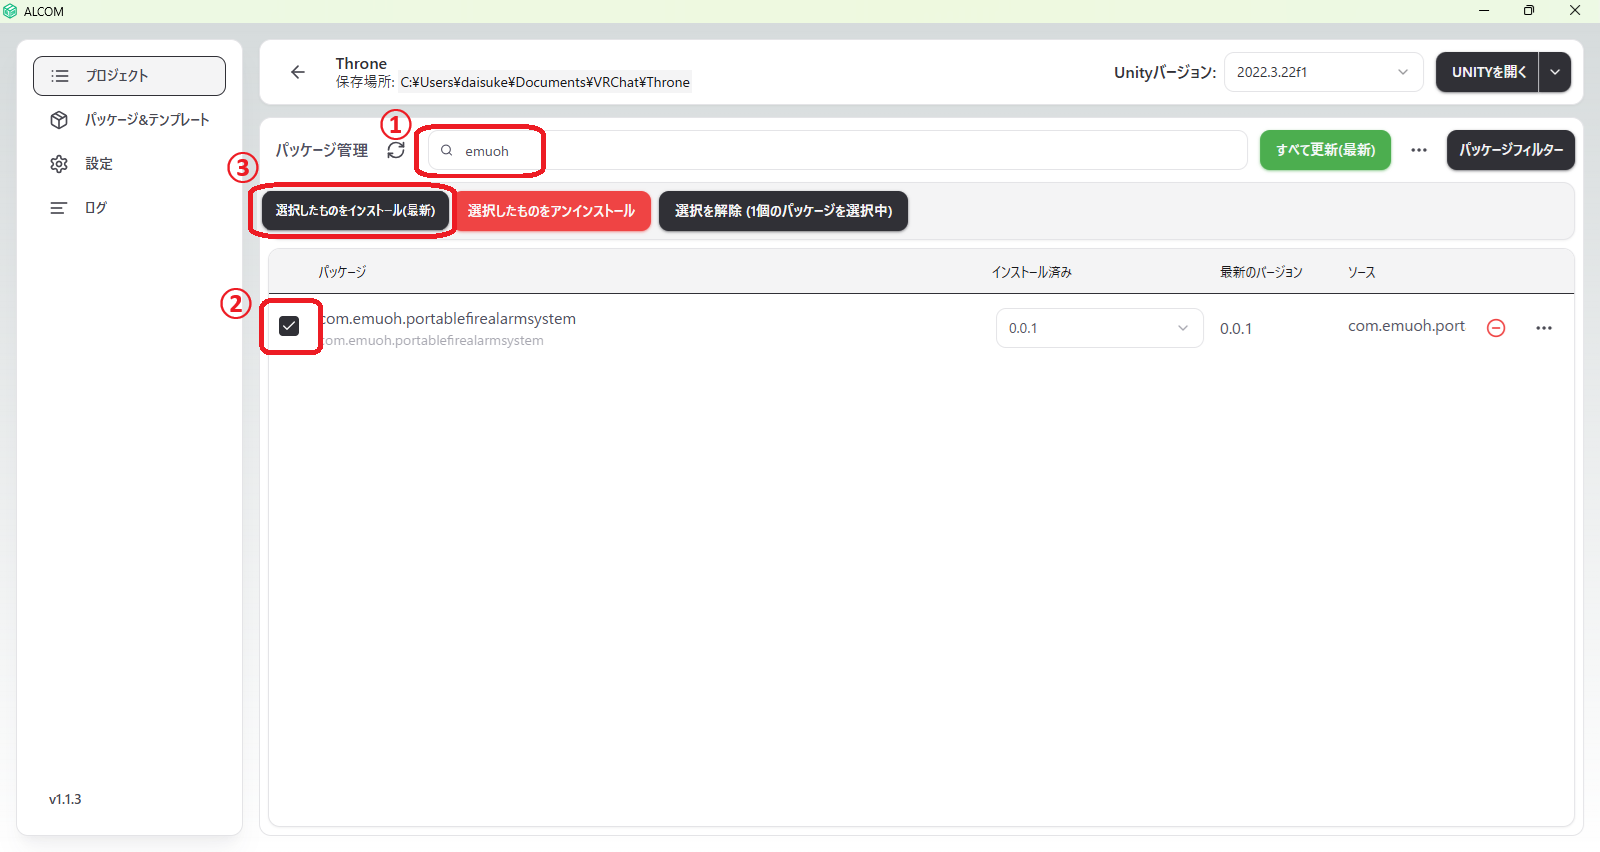 ALCOM
プロジェクト
パッケージ&テンプレート
設定
ログ
v1.1.3
Throne
保存場所: C:¥Users¥daisuke¥Documents¥VRChat¥Throne
Unityバージョン: 2022.3.22f1
UNITYを開く
①
パッケージ管理
emuoh
すべて更新(最新)
パッケージフィルター
③
選択したものをインストール(最新)
選択したものをアンインストール
選択を解除 (1個のパッケージを選択中)
パッケージ インストール済み 最新のバージョン ソース
②
com.emuoh.portablefirealarmsystem
com.emuoh.portablefirealarmsystem
0.0.1
0.0.1
com.emuoh.port